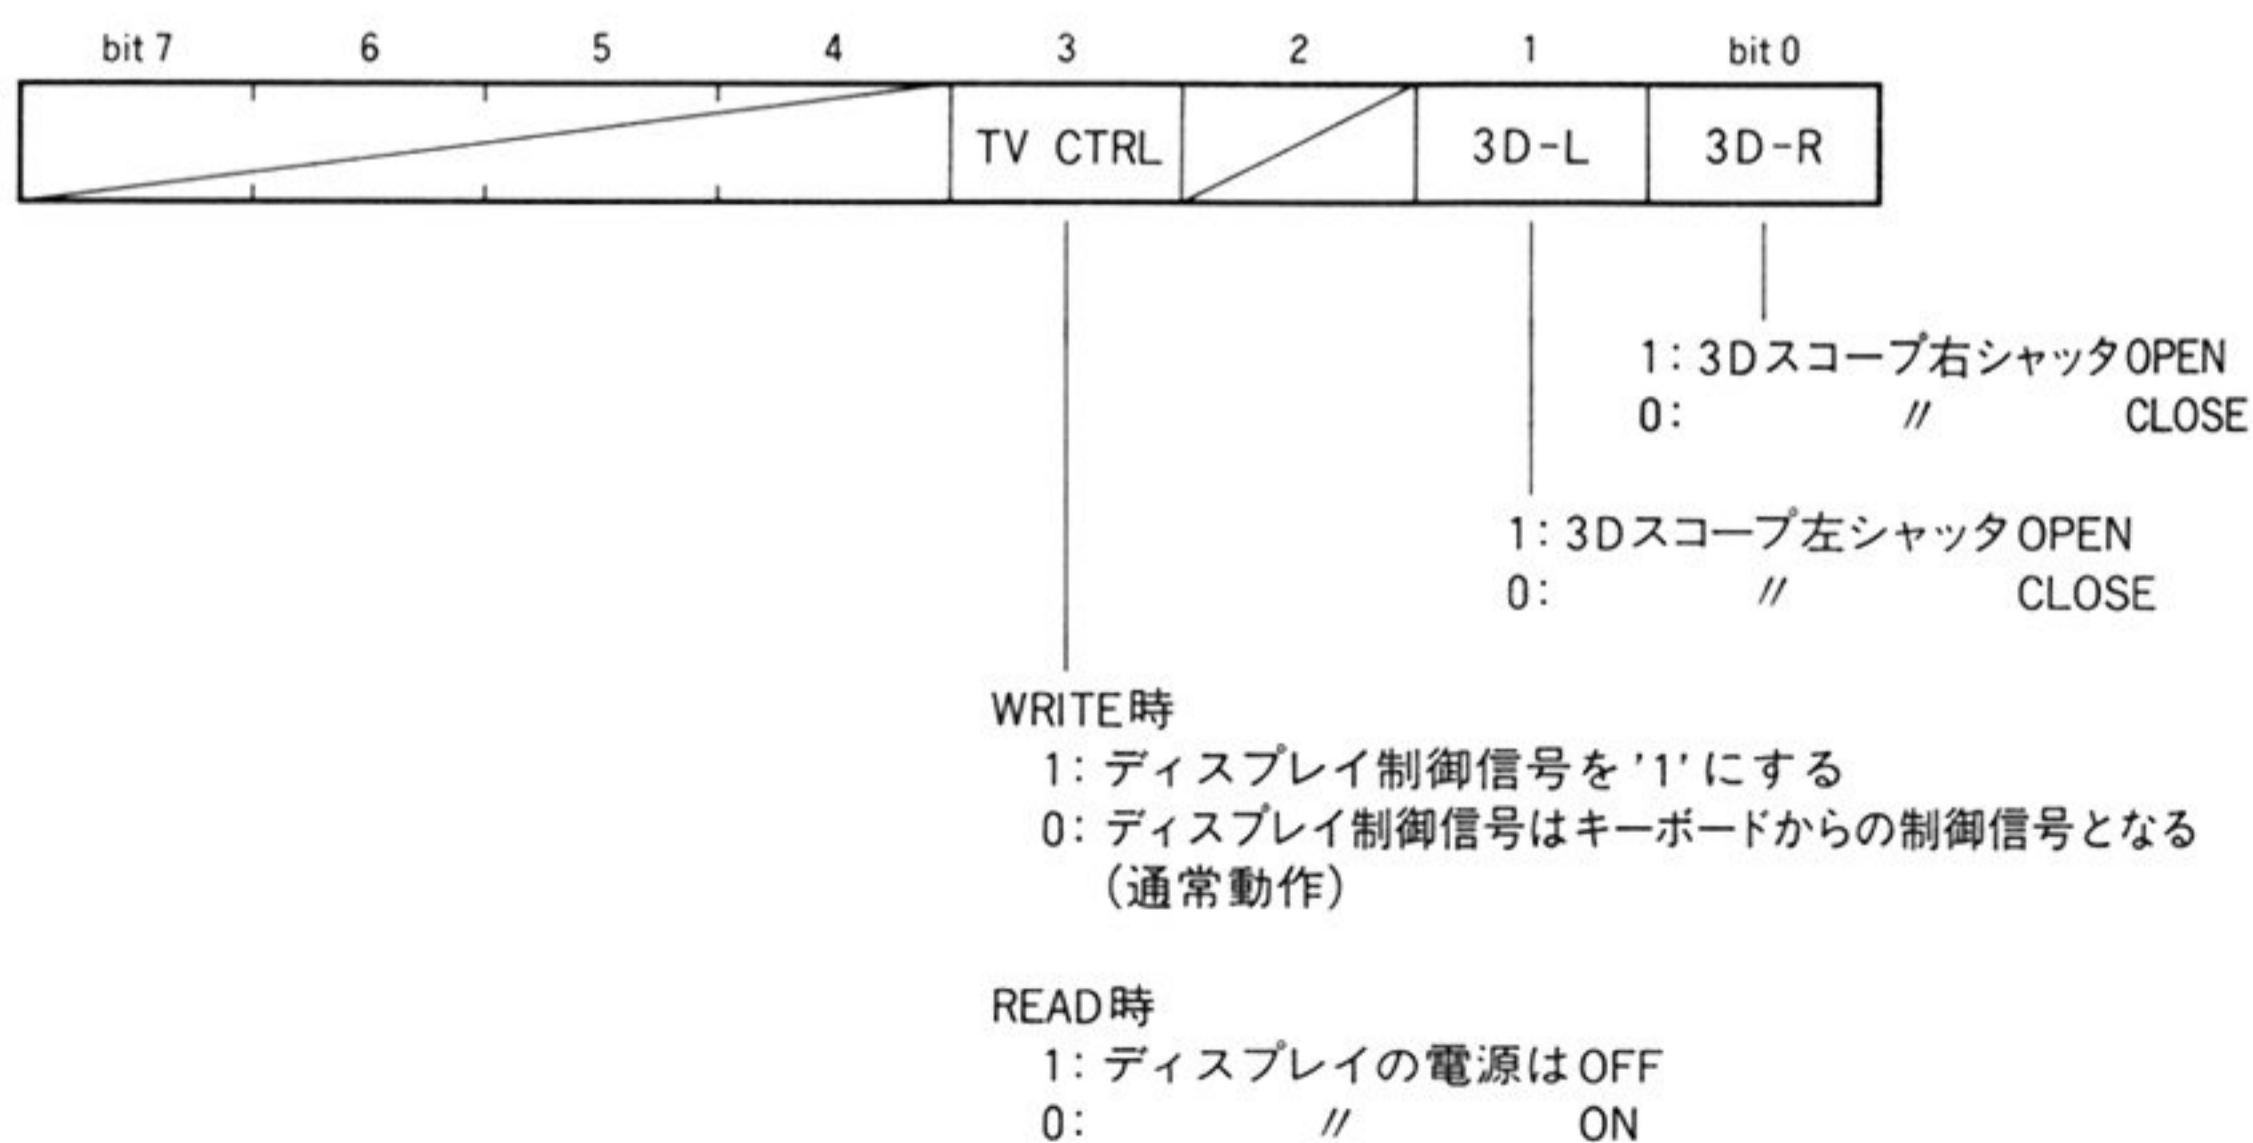 bit 7 6 5 4 3 2 1 bit 0
TV CTRL 3D-L 3D-R
1: 3Dスコープ右シャッタOPEN
0: 〃 CLOSE
1: 3Dスコープ左シャッタOPEN
0: 〃 CLOSE
WRITE時
1: ディスプレイ制御信号を'1'にする
0: ディスプレイ制御信号はキーボードからの制御信号となる
(通常動作)
READ時
1: ディスプレイの電源はOFF
0: 〃 ON